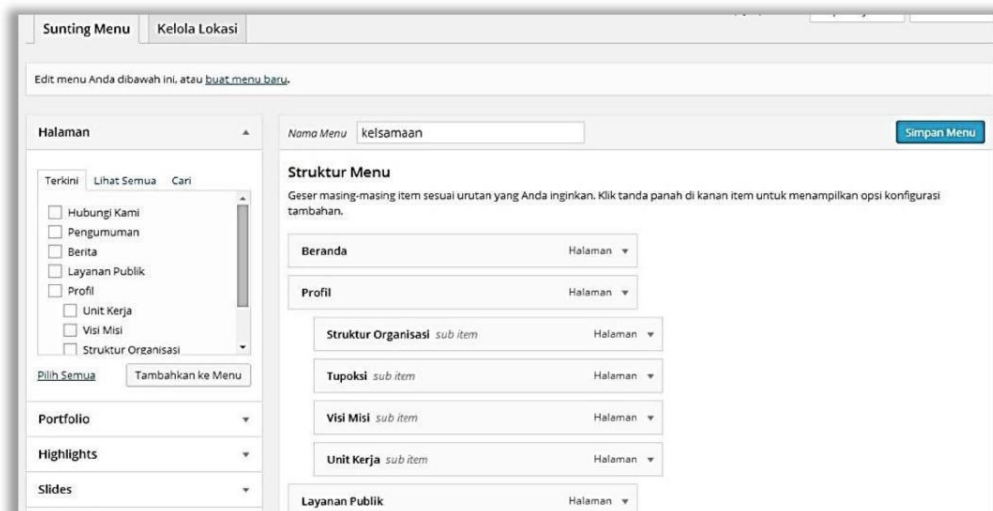 Sunting Menu
Kelola Lokasi
Edit menu Anda dibawah ini, atau buat menu baru.
Halaman
Terkini
Lihat Semua
Cari
Hubungi Kami
Pengumuman
Berita
Layanan Publik
Profil
Unit Kerja
Visi Misi
Struktur Organisasi
Pilih Semua
Tambahkan ke Menu
Portfolio
Highlights
Slides
Nama Menu kelsamaan
Simpan Menu
Struktur Menu
Geser masing-masing item sesuai urutan yang Anda inginkan. Klik tanda panah di kanan item untuk menampilkan opsi konfigurasi
tambahan.
Beranda Halaman
Profil Halaman
Struktur Organisasi sub item Halaman
Tupoksi sub item Halaman
Visi Misi sub item Halaman
Unit Kerja sub item Halaman
Layanan Publik Halaman